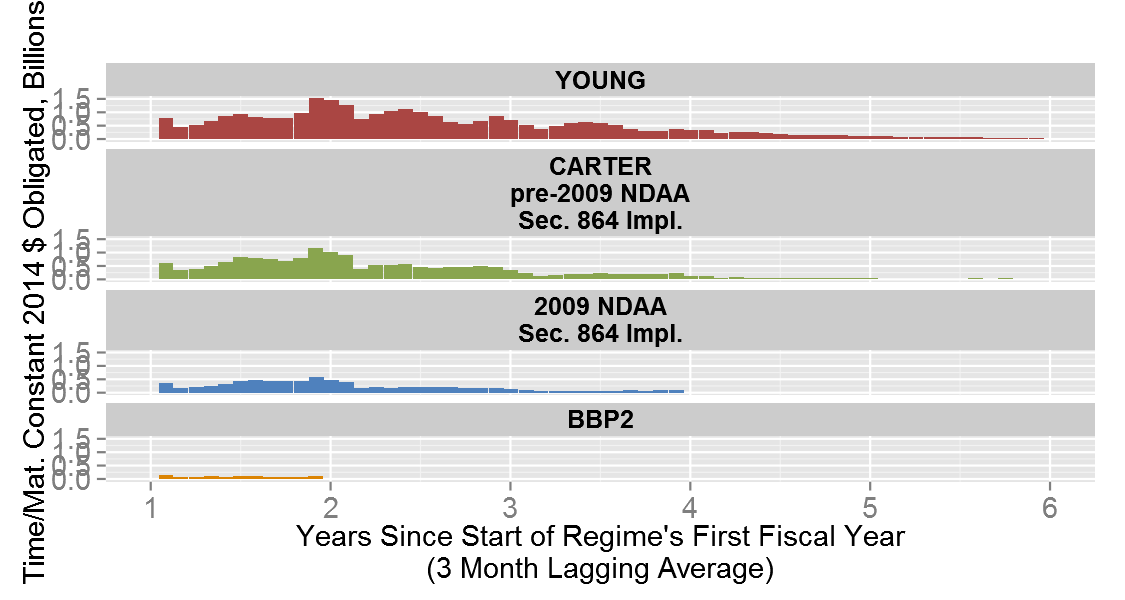 Time/Mat. Constant 2014 $ Obligated, Billions
YOUNG
1.5
1.0
0.5
0.0
CARTER
pre-2009 NDAA
Sec. 864 Impl.
1.5
1.0
0.5
0.0
2009 NDAA
Sec. 864 Impl.
1.5
1.0
0.5
0.0
BBP2
1.5
1.0
0.5
0.0
1 2 3 4 5 6
Years Since Start of Regime's First Fiscal Year
(3 Month Lagging Average)